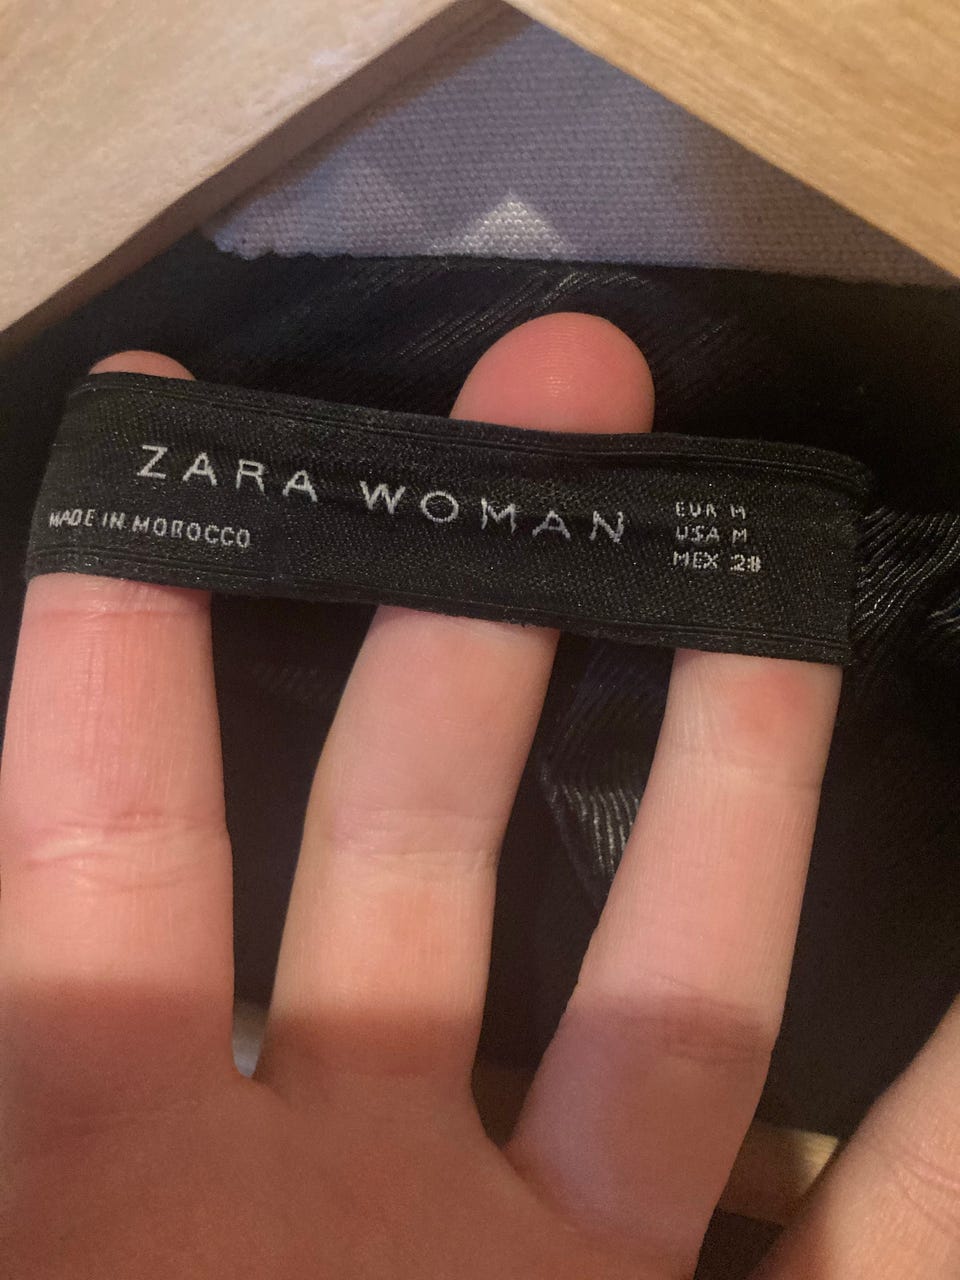 ZARA WOMAN
MADE IN MOROCCO
EUR M
USA M
MEX 28